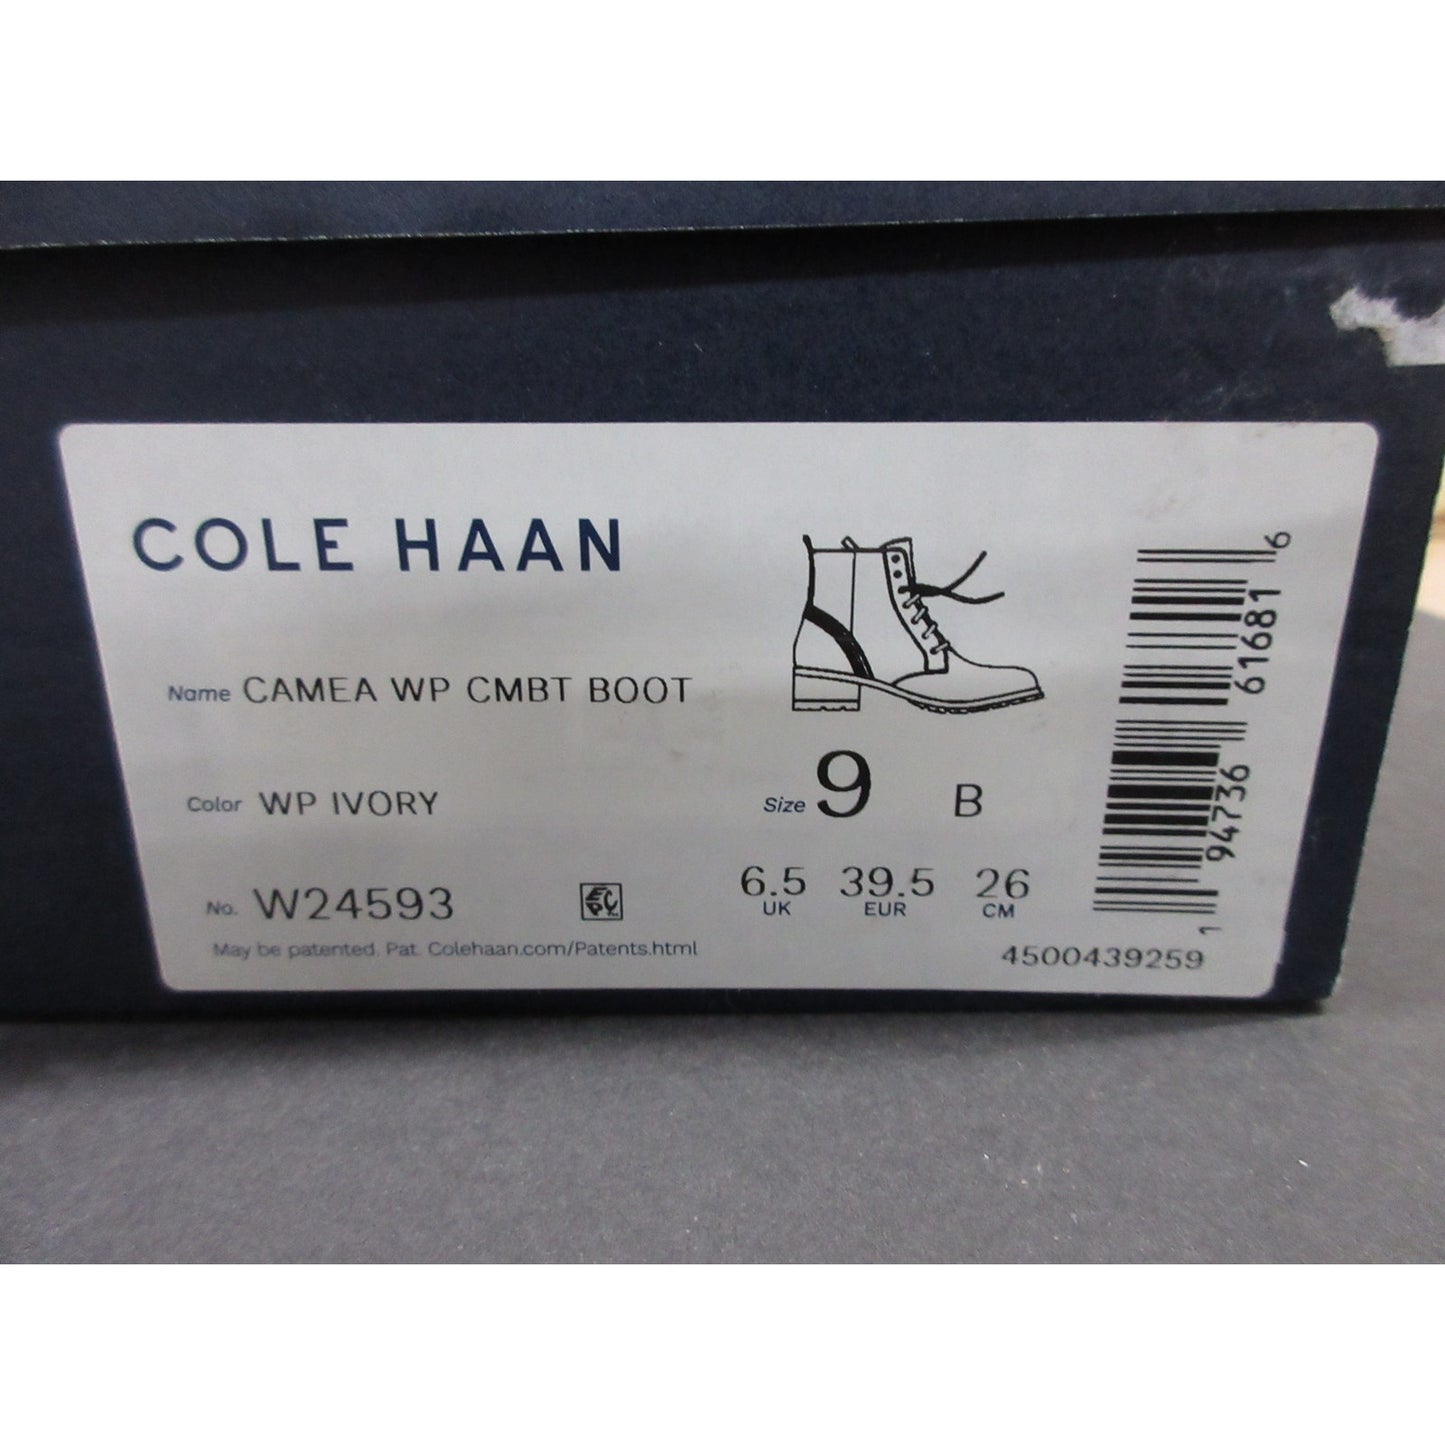 COLE HAAN
Name CAMEA WP CMBT BOOT
Color WP IVORY
Size 9 B
No. W24593
EPC
6.5 39.5 26
UK EUR CM
May be patented. Pat. Colehaan.com/Patents.html
4500439259
1 94736 61681 6